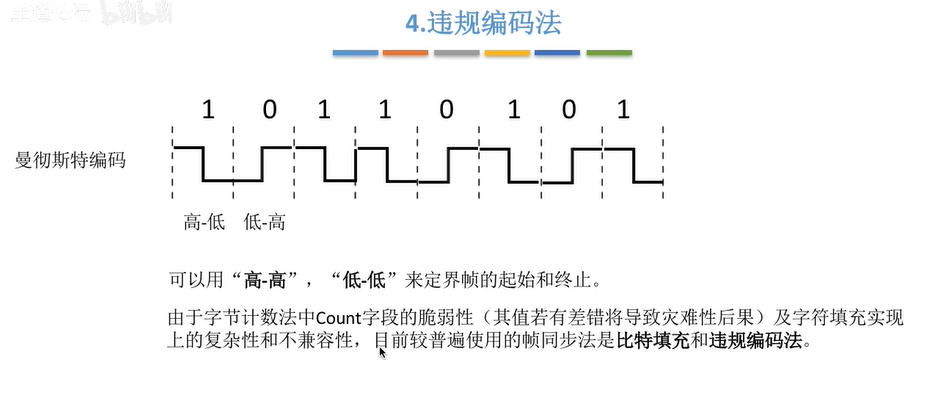 bilibili
4.违规编码法
1 0 1 1 0 1 0 1
曼彻斯特编码
高-低 低-高
可以用“高-高”，“低-低”来定界帧的起始和终止。
由于字节计数法中Count字段的脆弱性（其值若有差错将导致灾难性后果）及字符填充实现
上的复杂性和不兼容性，目前较普遍使用的帧同步法是比特填充和违规编码法。